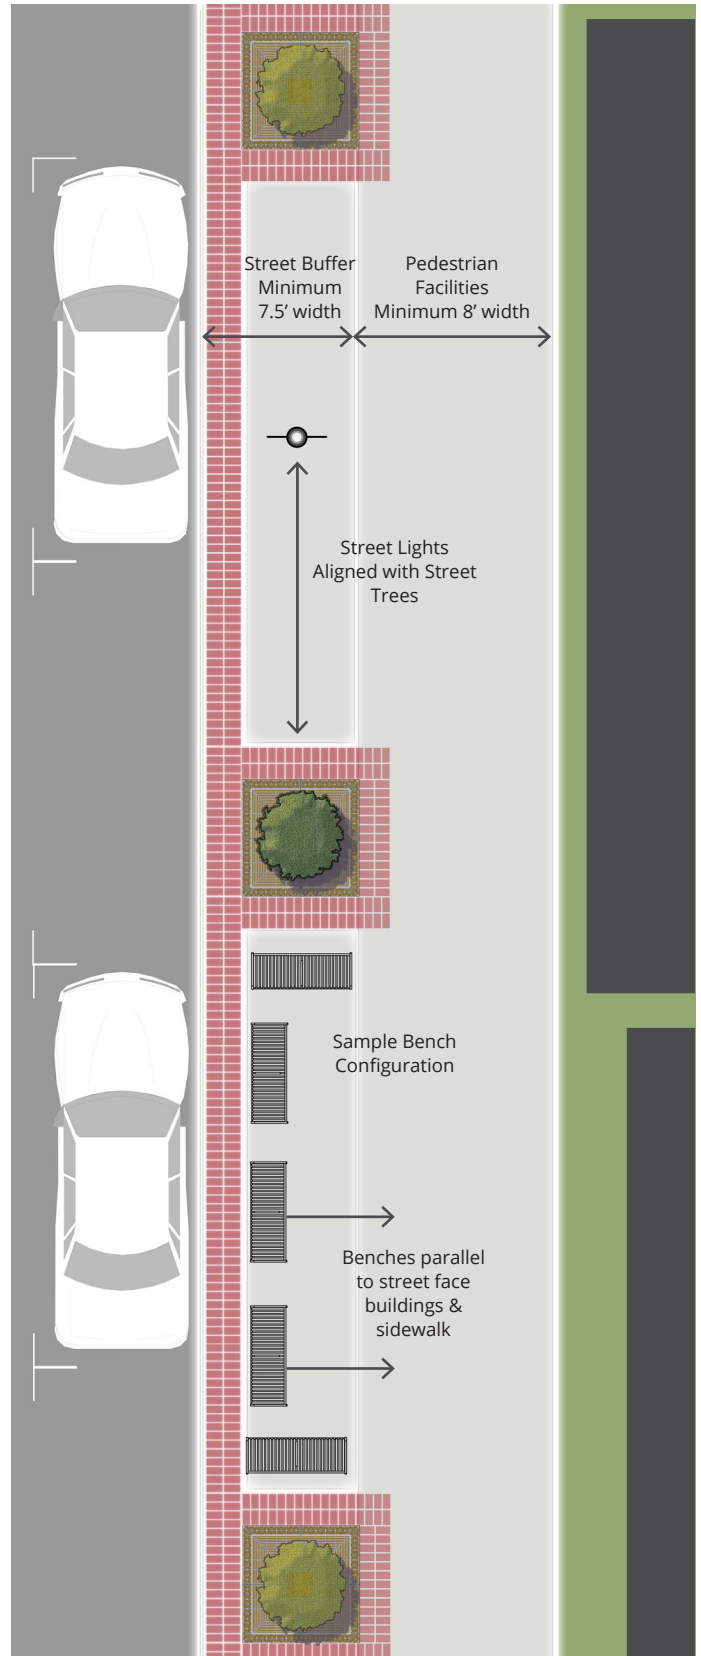 Street Buffer
Minimum
7.5’ width
Pedestrian
Facilities
Minimum 8’ width
Street Lights
Aligned with Street
Trees
Sample Bench
Configuration
Benches parallel
to street face
buildings &
sidewalk